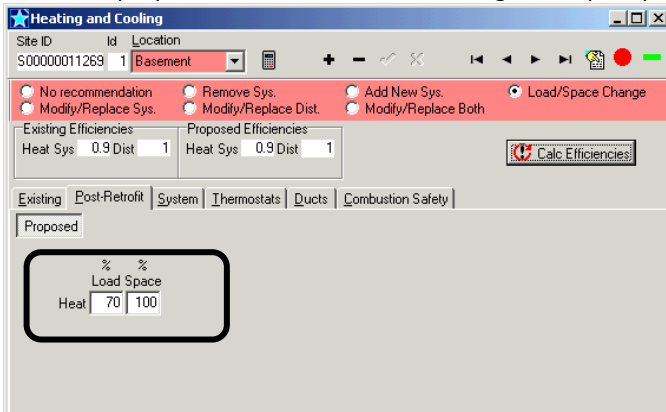 Heating and Cooling
Site ID Id Location
S00000011269 1 Basement
No recommendation Remove Sys. Add New Sys. Load/Space Change
Modify/Replace Sys. Modify/Replace Dist. Modify/Replace Both
Existing Efficiencies Proposed Efficiencies
Heat Sys 0.9 Dist 1 Heat Sys 0.9 Dist 1 Calc Efficiencies
Existing Post-Retrofit System Thermostats Ducts Combustion Safety
Proposed
% %
Load Space
Heat 70 100